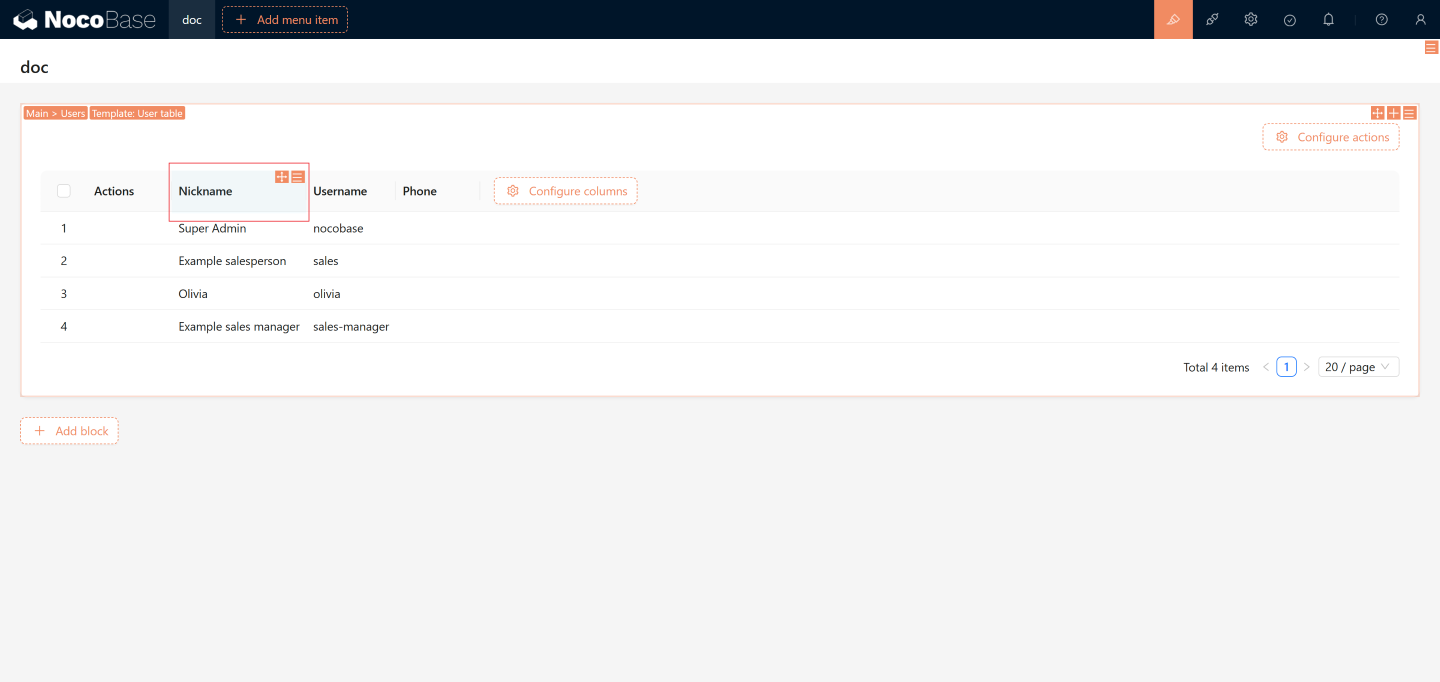 NocoBase doc Add menu item
doc
Main > Users Template: User table
Configure actions
Actions Nickname Username Phone Configure columns
1 Super Admin nocobase
2 Example salesperson sales
3 Olivia olivia
4 Example sales manager sales-manager
Total 4 items 1 20 / page
Add block